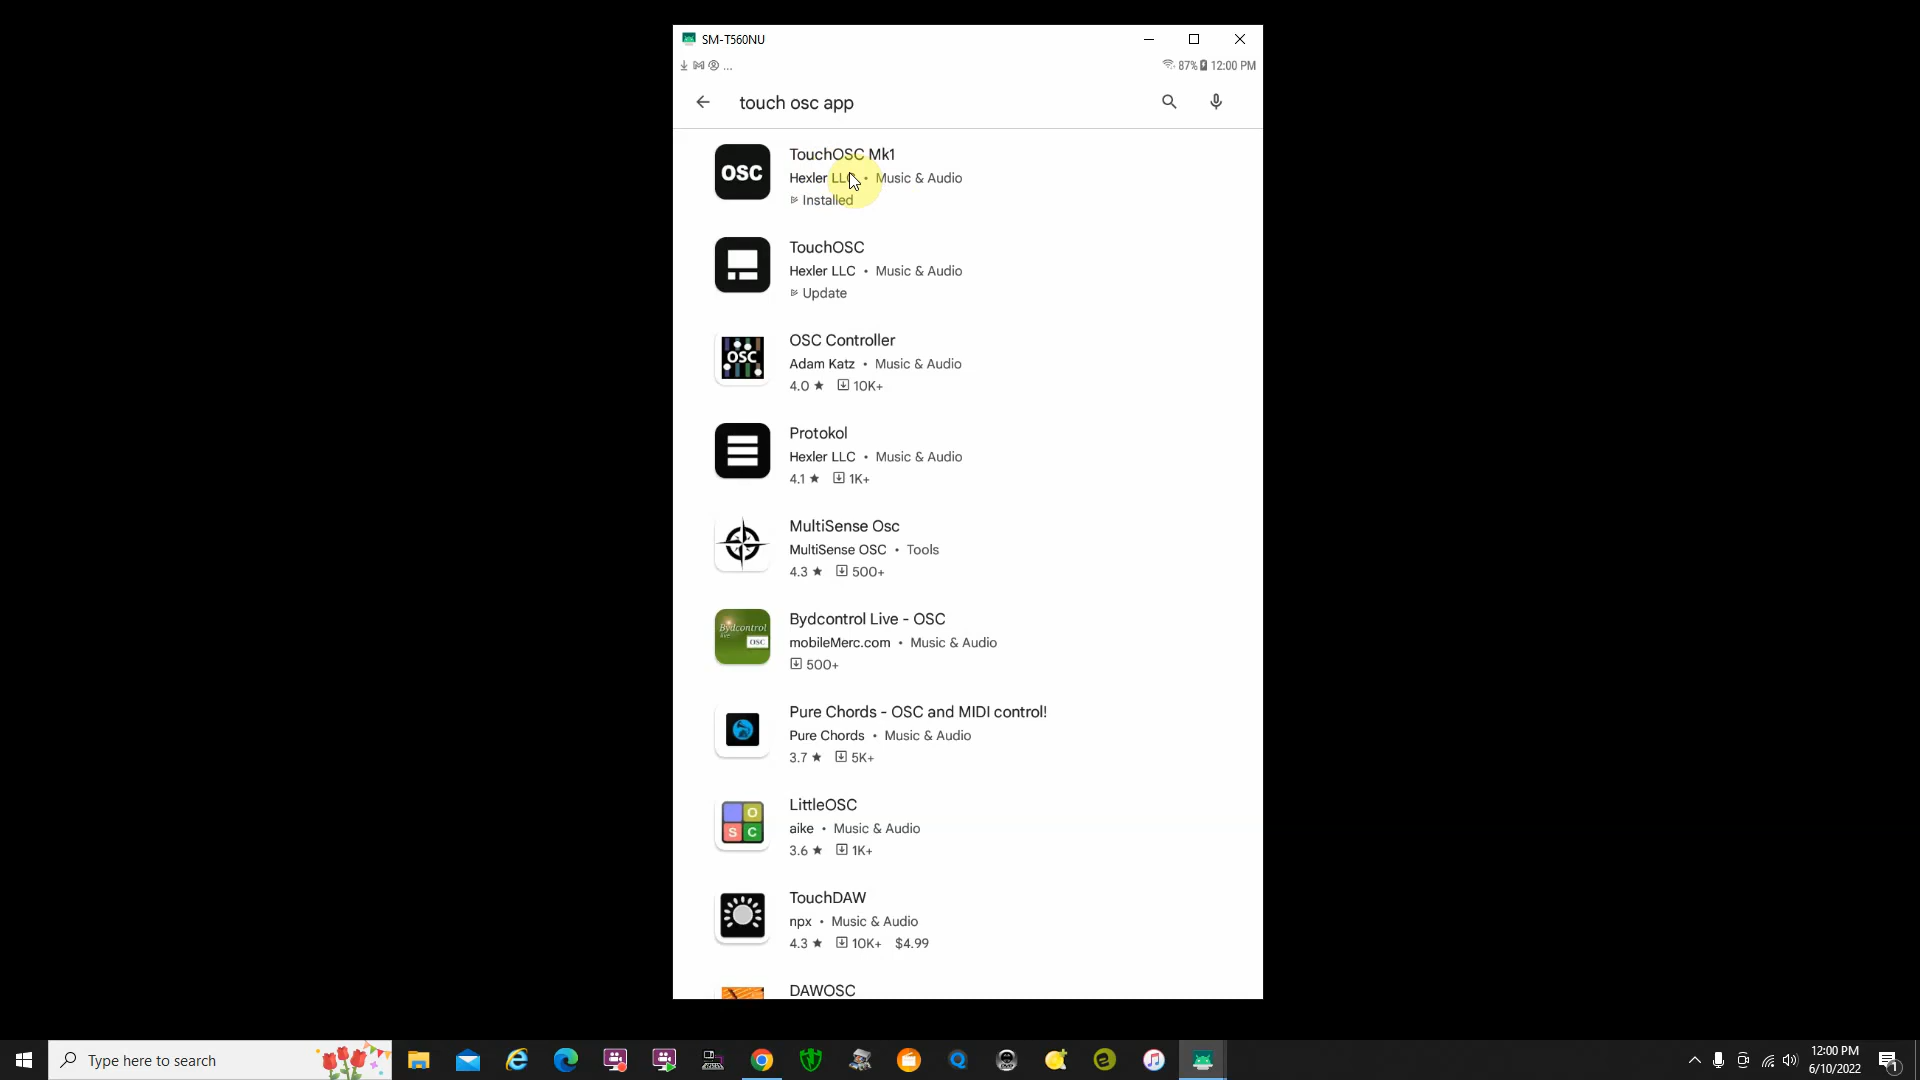 SM-T560NU
... 87% 12:00 PM
touch osc app
OSC
TouchOSC Mk1
Hexler LLC • Music & Audio
Installed
TouchOSC
Hexler LLC • Music & Audio
Update
OSC
OSC Controller
Adam Katz • Music & Audio
4.0 ★ 10K+
Protokol
Hexler LLC • Music & Audio
4.1 ★ 1K+
MultiSense Osc
MultiSense OSC • Tools
4.3 ★ 500+
Bydcontrol
live
OSC
Bydcontrol Live - OSC
mobileMerc.com • Music & Audio
500+
Pure Chords - OSC and MIDI control!
Pure Chords • Music & Audio
3.7 ★ 5K+
O
S C
LittleOSC
aike • Music & Audio
3.6 ★ 1K+
TouchDAW
npx • Music & Audio
4.3 ★ 10K+ $4.99
DAWOSC
Type here to search
12:00 PM
6/10/2022
1